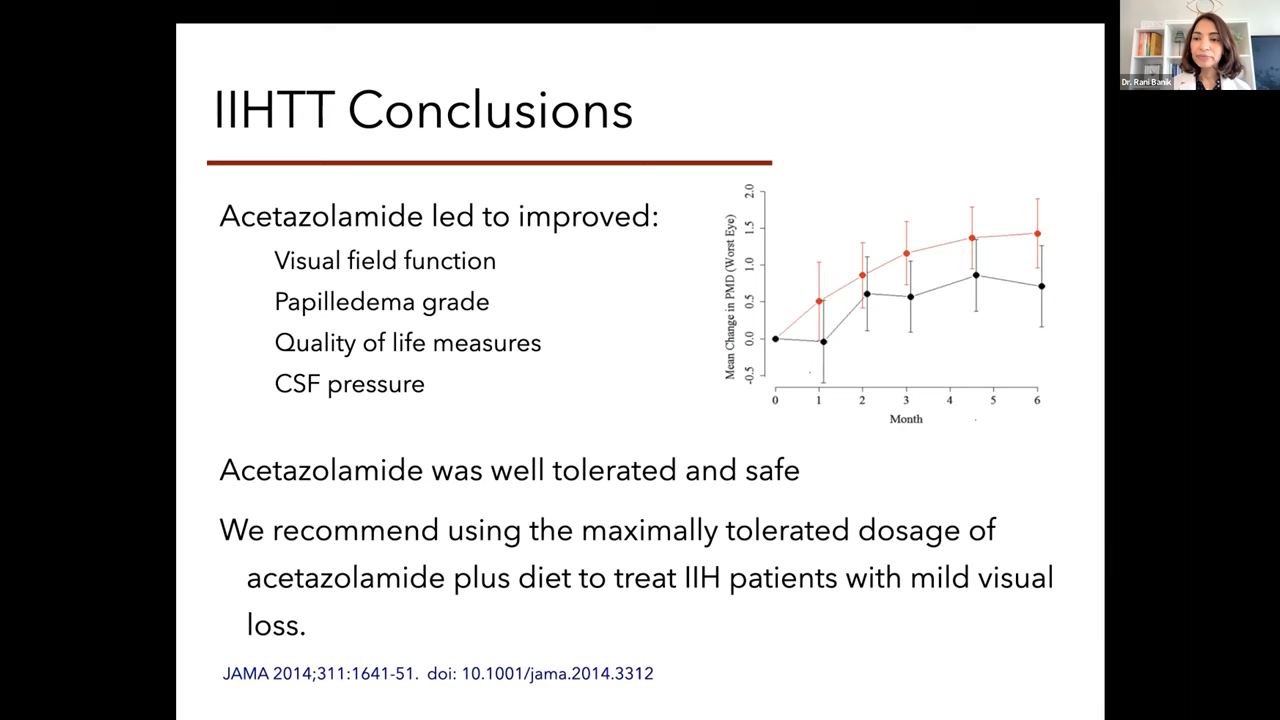 Dr. Rani Banik
IIHTT Conclusions
Acetazolamide led to improved:
Visual field function
Papilledema grade
Quality of life measures
CSF pressure
Mean Change in PMD (Worst Eye)
2.0
1.5
1.0
0.5
0.0
-0.5
0 1 2 3 4 5 6
Month
Acetazolamide was well tolerated and safe
We recommend using the maximally tolerated dosage of
acetazolamide plus diet to treat IIH patients with mild visual
loss.
JAMA 2014;311:1641-51. doi: 10.1001/jama.2014.3312